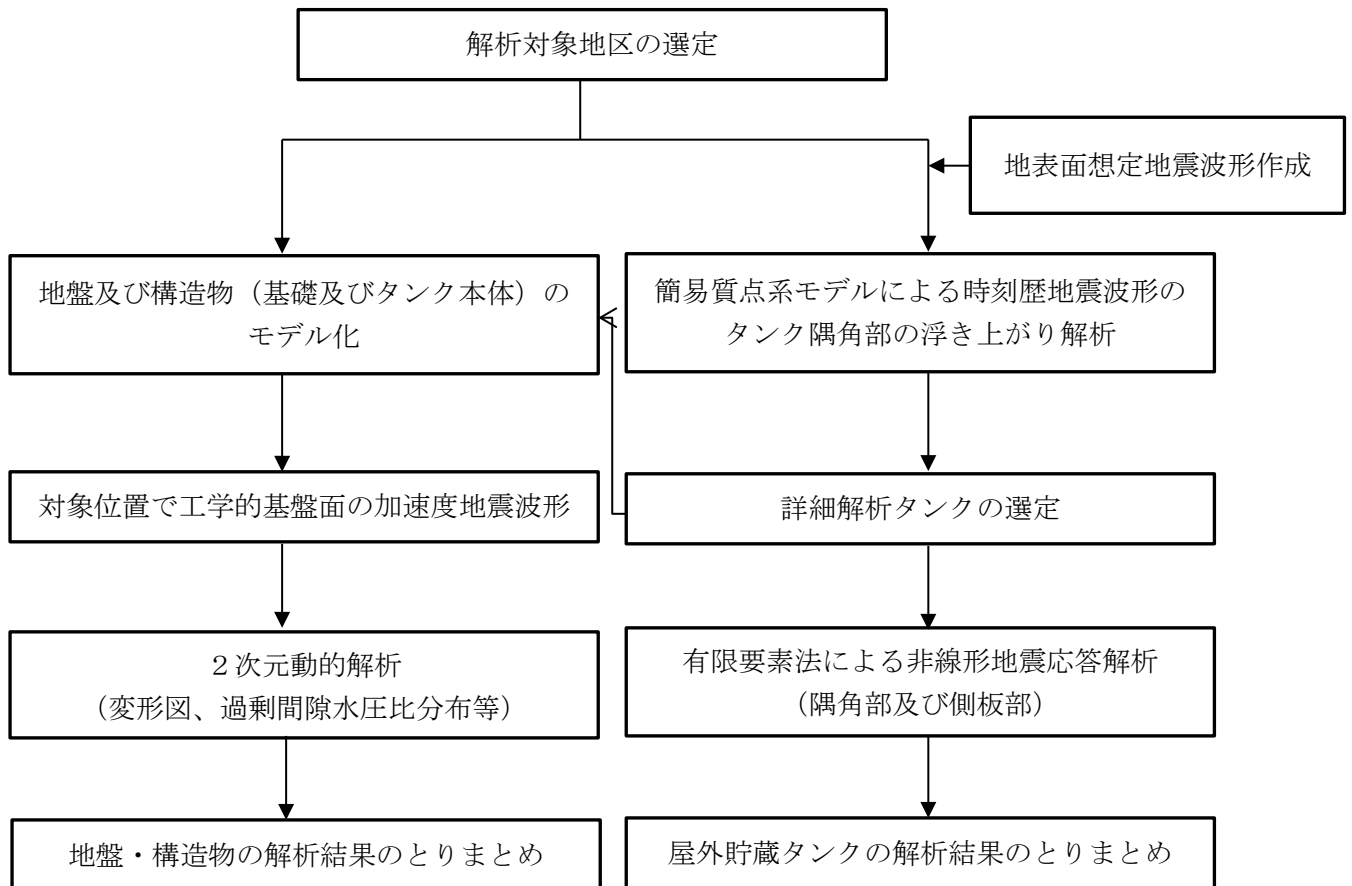 解析対象地区の選定
地表面想定地震波形作成
地盤及び構造物（基礎及びタンク本体）の
モデル化
簡易質点系モデルによる時刻歴地震波形の
タンク隅角部の浮き上がり解析
対象位置で工学的基盤面の加速度地震波形
詳細解析タンクの選定
２次元動的解析
（変形図、過剰間隙水圧比分布等）
有限要素法による非線形地震応答解析
（隅角部及び側板部）
地盤・構造物の解析結果のとりまとめ
屋外貯蔵タンクの解析結果のとりまとめ